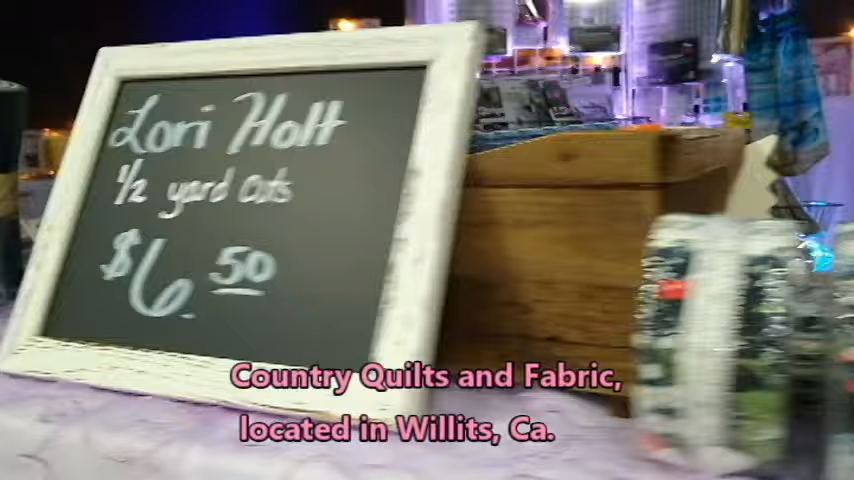 Lori Holt
1/2 yard Cuts
$6.50
Country Quilts and Fabric,
located in Willits, Ca.